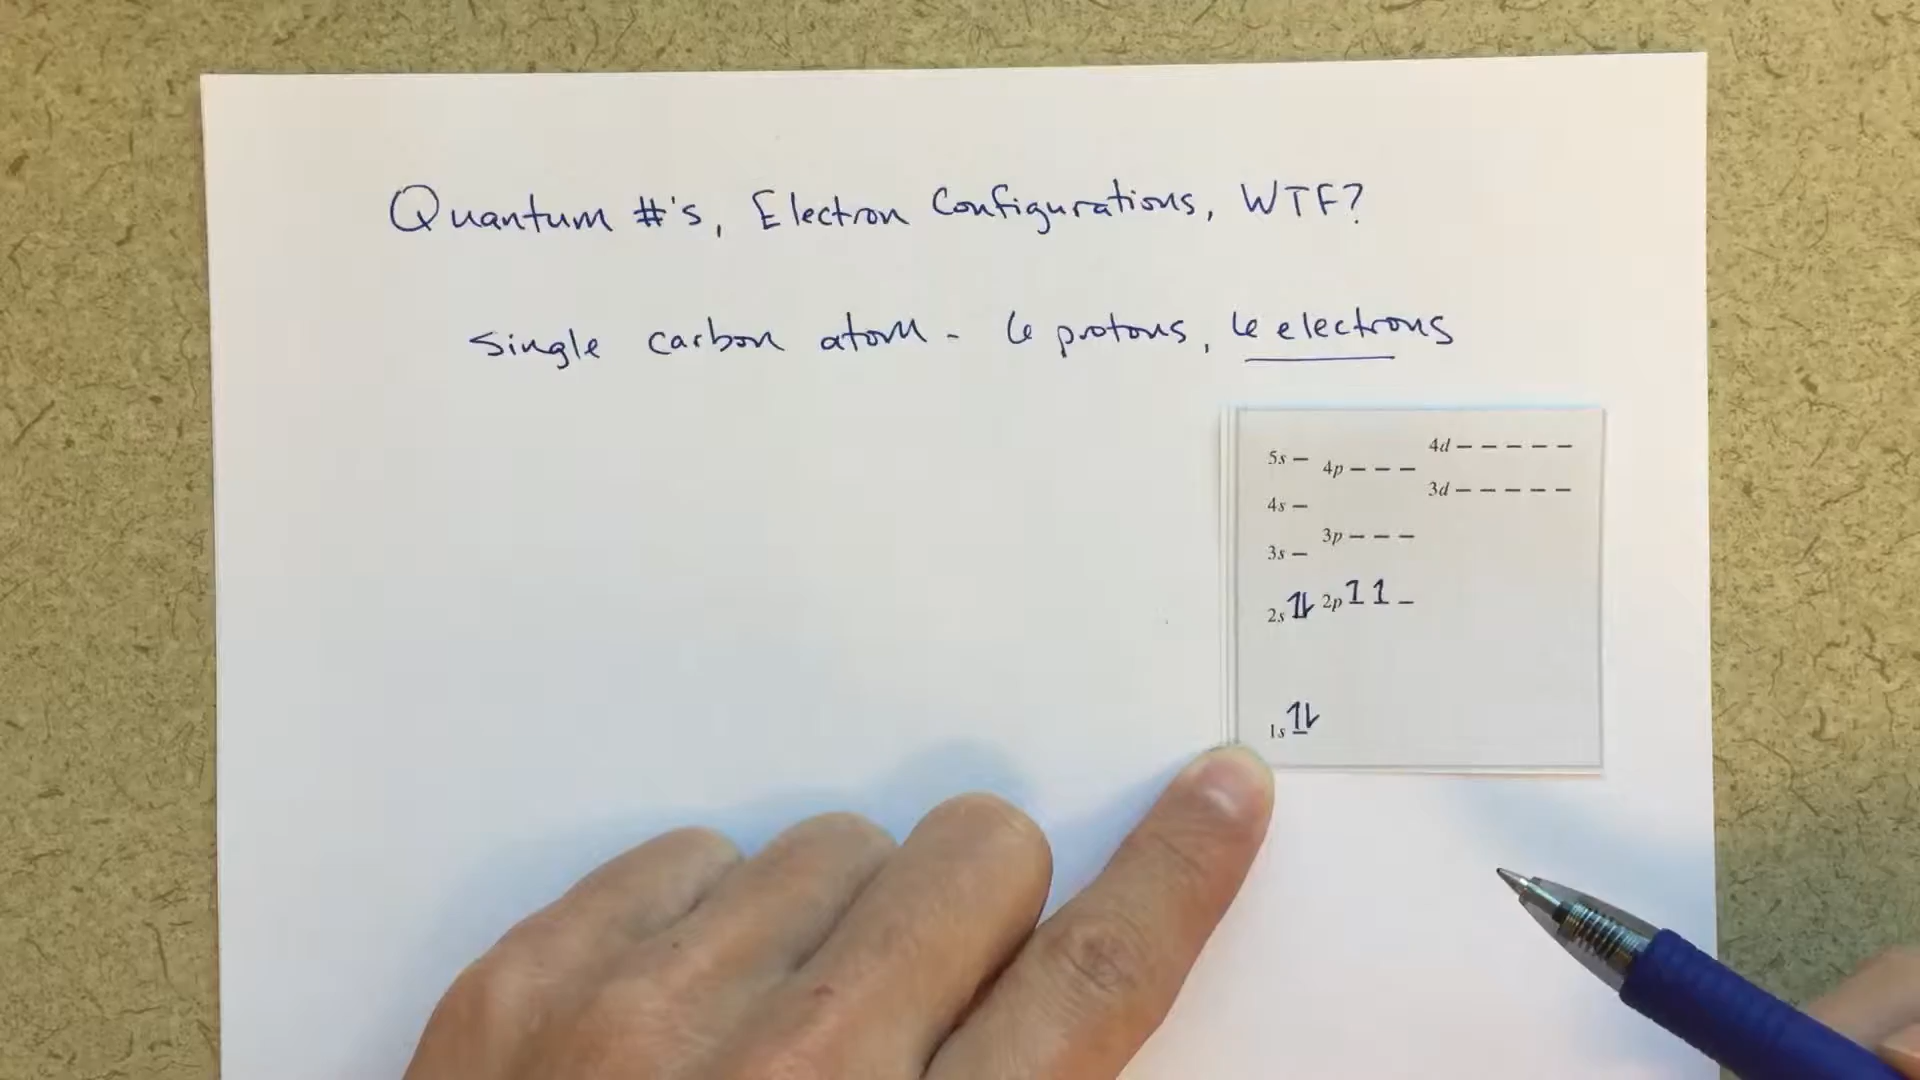 Quantum #'s, Electron Configurations, WTF?
Single carbon atom - 6 protons, 6 electrons
4d – – – – –
5s – 4p – – –
3d – – – – –
4s –
3p – – –
3s –
2s ↿⇂ 2p ↿ ↿ –
1s ↿⇂